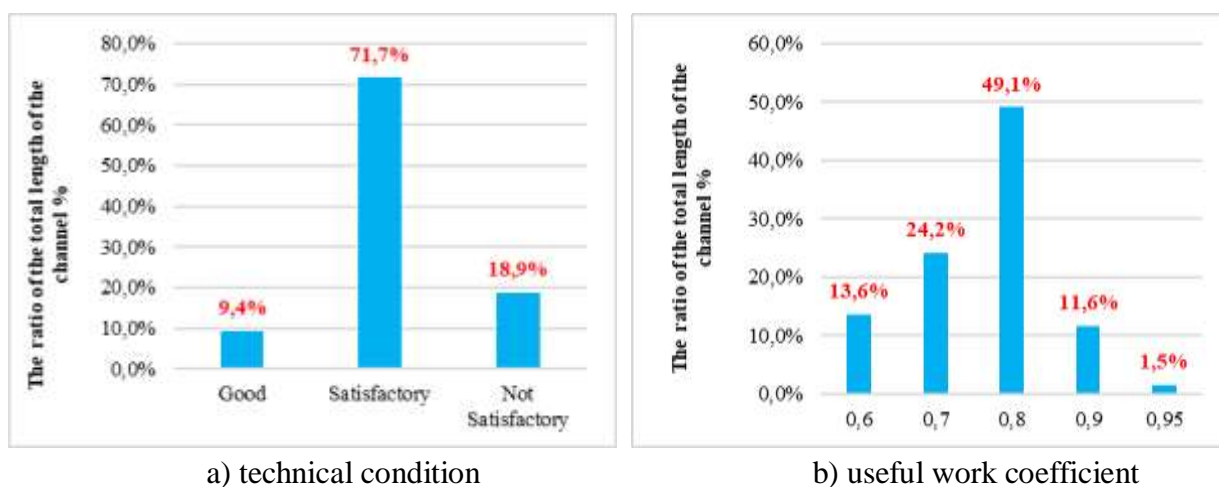 The ratio of the total length of the
channel %
80,0%
70,0%
60,0%
50,0%
40,0%
30,0%
20,0%
10,0%
0,0%
9,4%
71,7%
18,9%
Good
Satisfactory
Not
Satisfactory
a) technical condition
The ratio of the total length of the
channel %
60,0%
50,0%
40,0%
30,0%
20,0%
10,0%
0,0%
13,6%
24,2%
49,1%
11,6%
1,5%
0,6
0,7
0,8
0,9
0,95
b) useful work coefficient